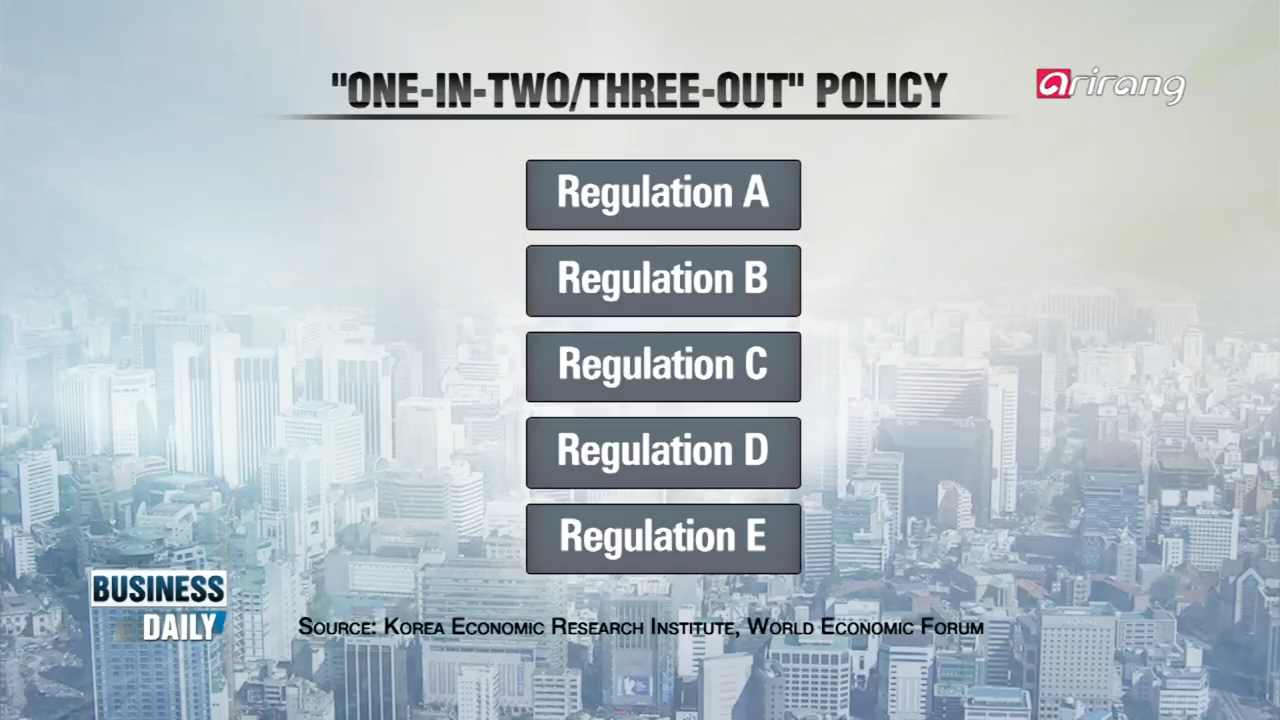 "ONE-IN-TWO/THREE-OUT" POLICY
arirang
Regulation A
Regulation B
Regulation C
Regulation D
Regulation E
BUSINESS
DAILY
SOURCE: KOREA ECONOMIC RESEARCH INSTITUTE, WORLD ECONOMIC FORUM